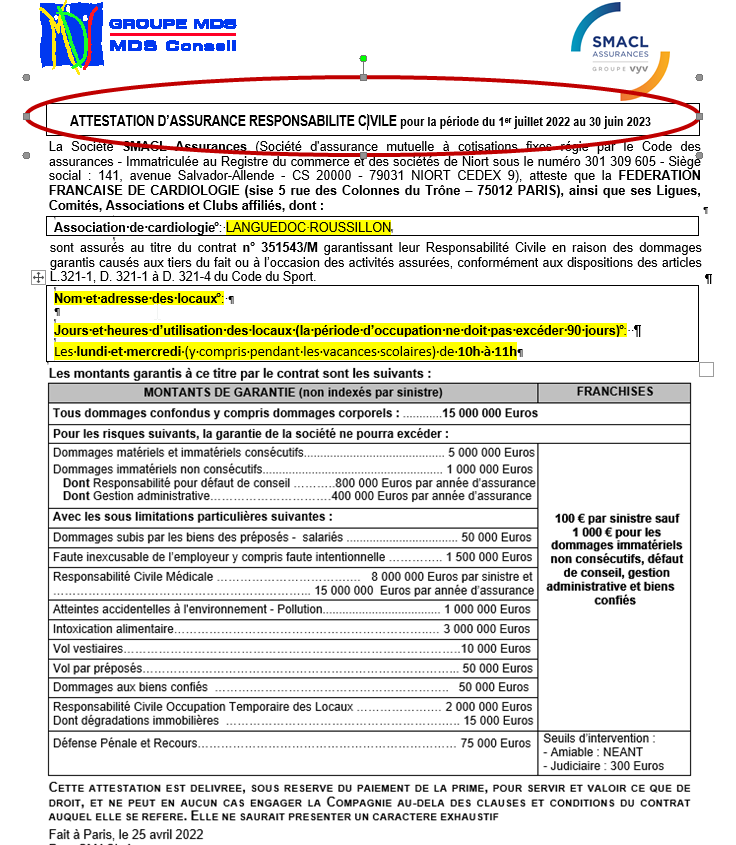 GROUPE MDS
MDS Conseil
SMACL
ASSURANCES
GROUPE vyv
ATTESTATION D'ASSURANCE RESPONSABILITE CIVILE pour la période du 1er juillet 2022 au 30 juin 2023
La Société SMACL Assurances (Société d'assurance mutuelle à cotisations fixes régie par le Code des
assurances - Immatriculée au Registre du commerce et des sociétés de Niort sous le numéro 301 309 605 - Siège
social : 141, avenue Salvador-Allende - CS 20000 - 79031 NIORT CEDEX 9), atteste que la FEDERATION
FRANCAISE DE CARDIOLOGIE (sise 5 rue des Colonnes du Trône – 75012 PARIS), ainsi que ses Ligues,
Comités, Associations et Clubs affiliés, dont :
Association·de·cardiologie°:·LANGUEDOC·ROUSSILLON¶
sont assurés au titre du contrat n° 351543/M garantissant leur Responsabilité Civile en raison des dommages
garantis causés aux tiers du fait ou à l'occasion des activités assurées, conformément aux dispositions des articles
L.321-1, D. 321-1 à D. 321-4 du Code du Sport.
¶
Nom·et·adresse·des·locaux°:·¶
¶
Jours·et·heures·d'utilisation·des·locaux·(la·période·d'occupation·ne·doit·pas·excéder·90·jours)°:··¶
Les·lundi·et·mercredi·(y·compris·pendant·les·vacances·scolaires)·de·10h·à·11h¶
Les montants garantis à ce titre par le contrat sont les suivants :
MONTANTS DE GARANTIE (non indexés par sinistre) FRANCHISES
Tous dommages confondus y compris dommages corporels : ............15 000 000 Euros
Pour les risques suivants, la garantie de la société ne pourra excéder :
Dommages matériels et immatériels consécutifs........................................ 5 000 000 Euros
Dommages immatériels non consécutifs.................................................... 1 000 000 Euros
Dont Responsabilité pour défaut de conseil ………..800 000 Euros par année d'assurance
Dont Gestion administrative……………………………400 000 Euros par année d'assurance
Avec les sous limitations particulières suivantes :
Dommages subis par les biens des préposés - salariés ................................ 50 000 Euros
Faute inexcusable de l'employeur y compris faute intentionnelle ………….. 1 500 000 Euros
Responsabilité Civile Médicale …………………………………. 8 000 000 Euros par sinistre et
………………………………………………………………. 15 000 000 Euros par année d'assurance
Atteintes accidentelles à l'environnement - Pollution.................................. 1 000 000 Euros
Intoxication alimentaire……………………………………………………………… 3 000 000 Euros
Vol vestiaires………………………………………………………………………10 000 Euros
Vol par préposés……………………………………………………………………….. 50 000 Euros
Dommages aux biens confiés …………………………………………………… 50 000 Euros
Responsabilité Civile Occupation Temporaire des Locaux ………………… 2 000 000 Euros
Dont dégradations immobilières ………………………………………………… 15 000 Euros
100 € par sinistre sauf
1 000 € pour les
dommages immatériels
non consécutifs, défaut
de conseil, gestion
administrative et biens
confiés
Défense Pénale et Recours…………………………………………………………… 75 000 Euros
Seuils d'intervention :
- Amiable : NEANT
- Judiciaire : 300 Euros
CETTE ATTESTATION EST DELIVREE, SOUS RESERVE DU PAIEMENT DE LA PRIME, POUR SERVIR ET VALOIR CE QUE DE
DROIT, ET NE PEUT EN AUCUN CAS ENGAGER LA COMPAGNIE AU-DELA DES CLAUSES ET CONDITIONS DU CONTRAT
AUQUEL ELLE SE REFERE. ELLE NE SAURAIT PRESENTER UN CARACTERE EXHAUSTIF
Fait à Paris, le 25 avril 2022